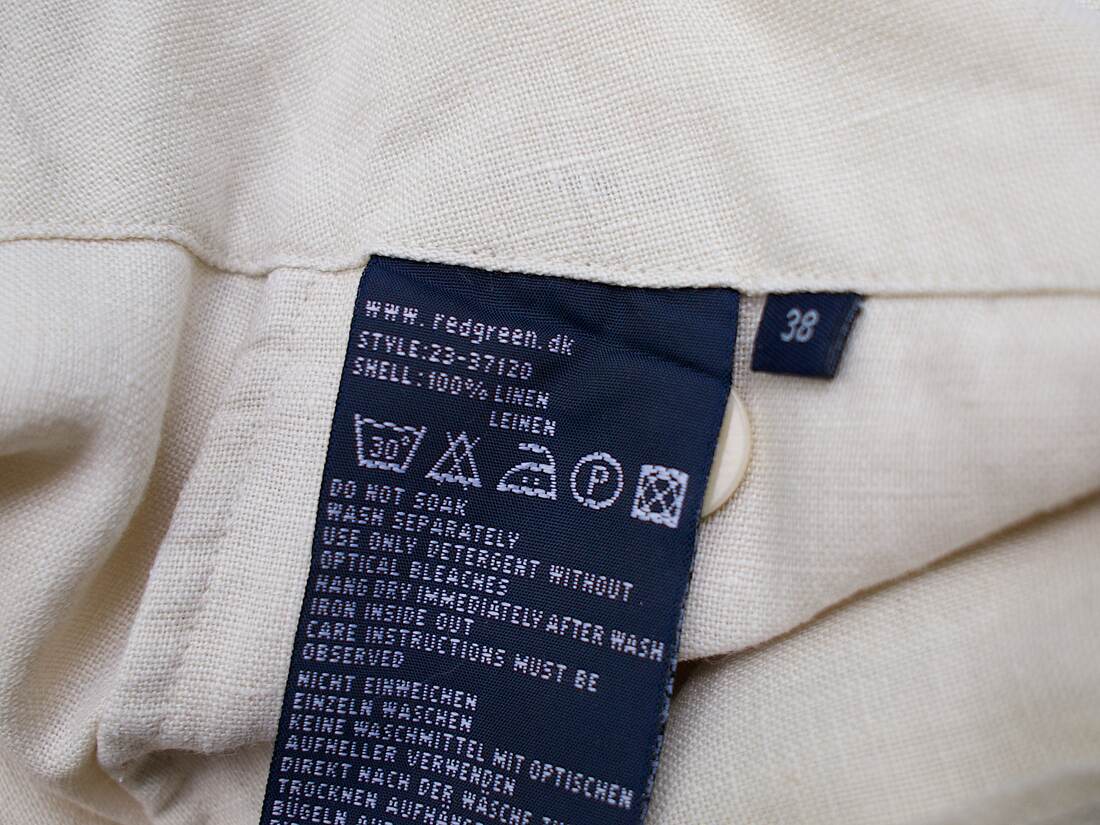 www.redgreen.dk
STYLE:23-37120
SHELL:100% LINEN
LEINEN
30°
P
DO NOT SOAK
WASH SEPARATELY
USE ONLY DETERGENT WITHOUT
OPTICAL BLEACHES
HANG DRY IMMEDIATELY AFTER WASH
IRON INSIDE OUT
CARE INSTRUCTIONS MUST BE
OBSERVED
NICHT EINWEICHEN
EINZELN WASCHEN
KEINE WASCHMITTEL MIT OPTISCHEN
AUFHELLER VERWENDEN
DIREKT NACH DER WÄSCHE
TROCKNEN
BÜGELN
38